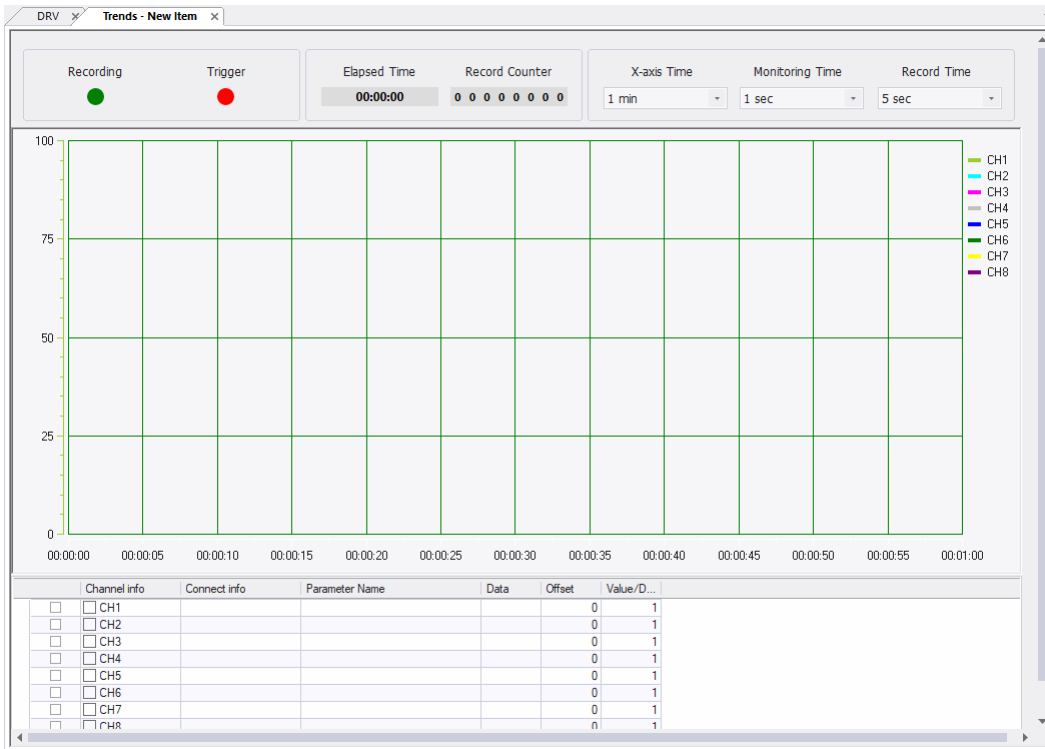 DRV × Trends - New Item ×
Recording Trigger Elapsed Time Record Counter X-axis Time Monitoring Time Record Time
00:00:00 0 0 0 0 0 0 0 0 1 min 1 sec 5 sec
100
CH1
CH2
CH3
CH4
CH5
CH6
CH7
CH8
75
50
25
0
00:00:00 00:00:05 00:00:10 00:00:15 00:00:20 00:00:25 00:00:30 00:00:35 00:00:40 00:00:45 00:00:50 00:00:55 00:01:00
Channel info Connect info Parameter Name Data Offset Value/D...
CH1 0 1
CH2 0 1
CH3 0 1
CH4 0 1
CH5 0 1
CH6 0 1
CH7 0 1
CH8 0 1